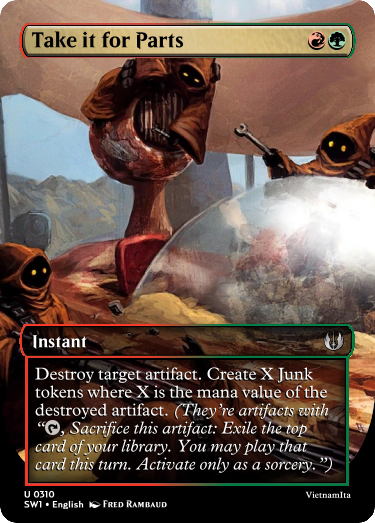 Take it for Parts
Instant
Destroy target artifact. Create X Junk
tokens where X is the mana value of the
destroyed artifact. (They're artifacts with
“, Sacrifice this artifact: Exile the top
card of your library. You may play that
card this turn. Activate only as a sorcery.”)
U 0310
SW1 • English FRED RAMBAUD
VietnamIta